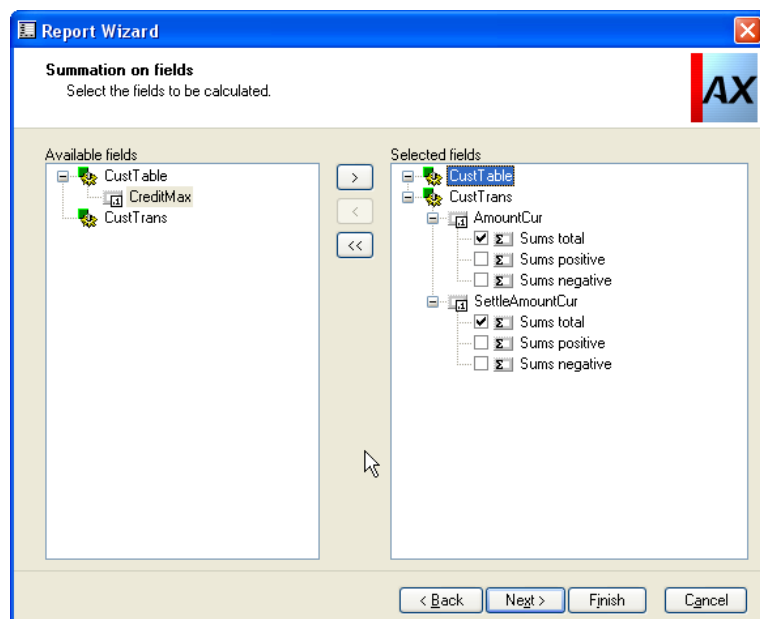 Report Wizard
Summation on fields
Select the fields to be calculated.
AX
Available fields
CustTable
CreditMax
CustTrans
>
<
<<
Selected fields
CustTable
CustTrans
AmountCur
Σ Sums total
Σ Sums positive
Σ Sums negative
SettleAmountCur
Σ Sums total
Σ Sums positive
Σ Sums negative
< Back
Next >
Finish
Cancel